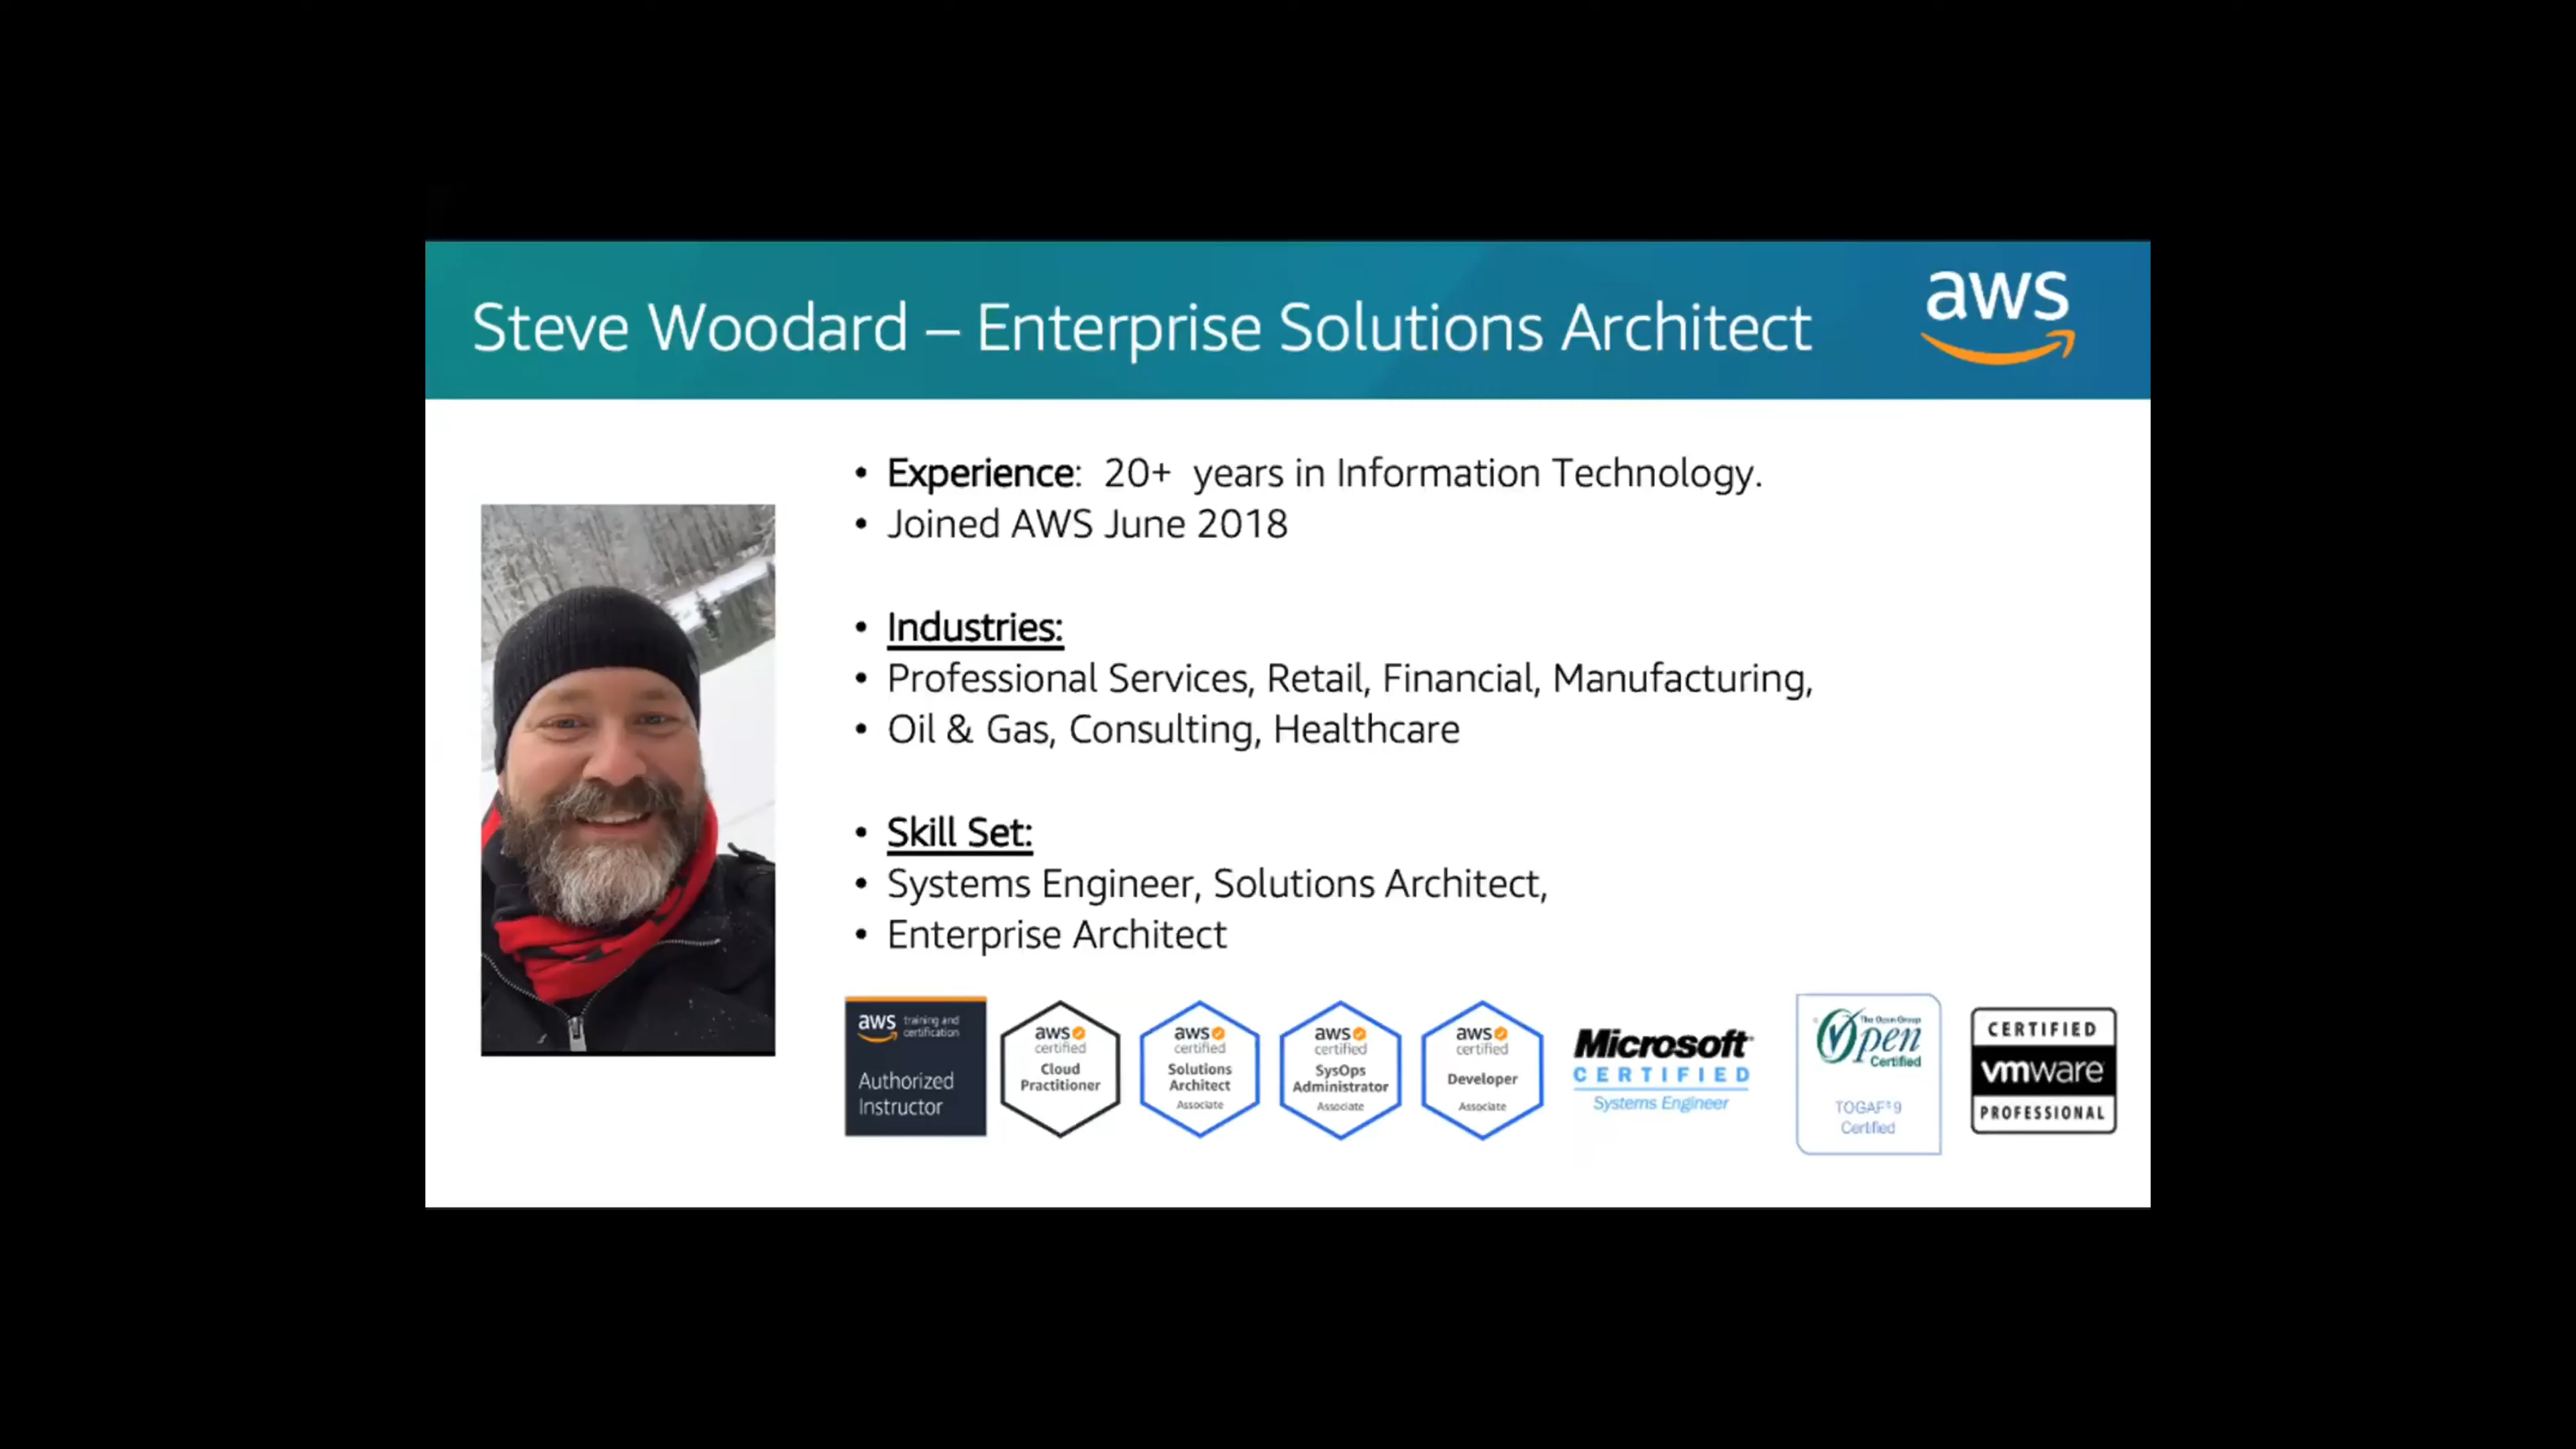 Steve Woodard – Enterprise Solutions Architect
aws
• Experience: 20+ years in Information Technology.
• Joined AWS June 2018
• Industries:
• Professional Services, Retail, Financial, Manufacturing,
• Oil & Gas, Consulting, Healthcare
• Skill Set:
• Systems Engineer, Solutions Architect,
• Enterprise Architect
aws training and
certification
Authorized
Instructor
aws
certified
Cloud
Practitioner
aws
certified
Solutions
Architect
Associate
aws
certified
SysOps
Administrator
Associate
aws
certified
Developer
Associate
Microsoft
CERTIFIED
Systems Engineer
The Open Group
Open
Certified
TOGAF® 9
Certified
CERTIFIED
vmware
PROFESSIONAL